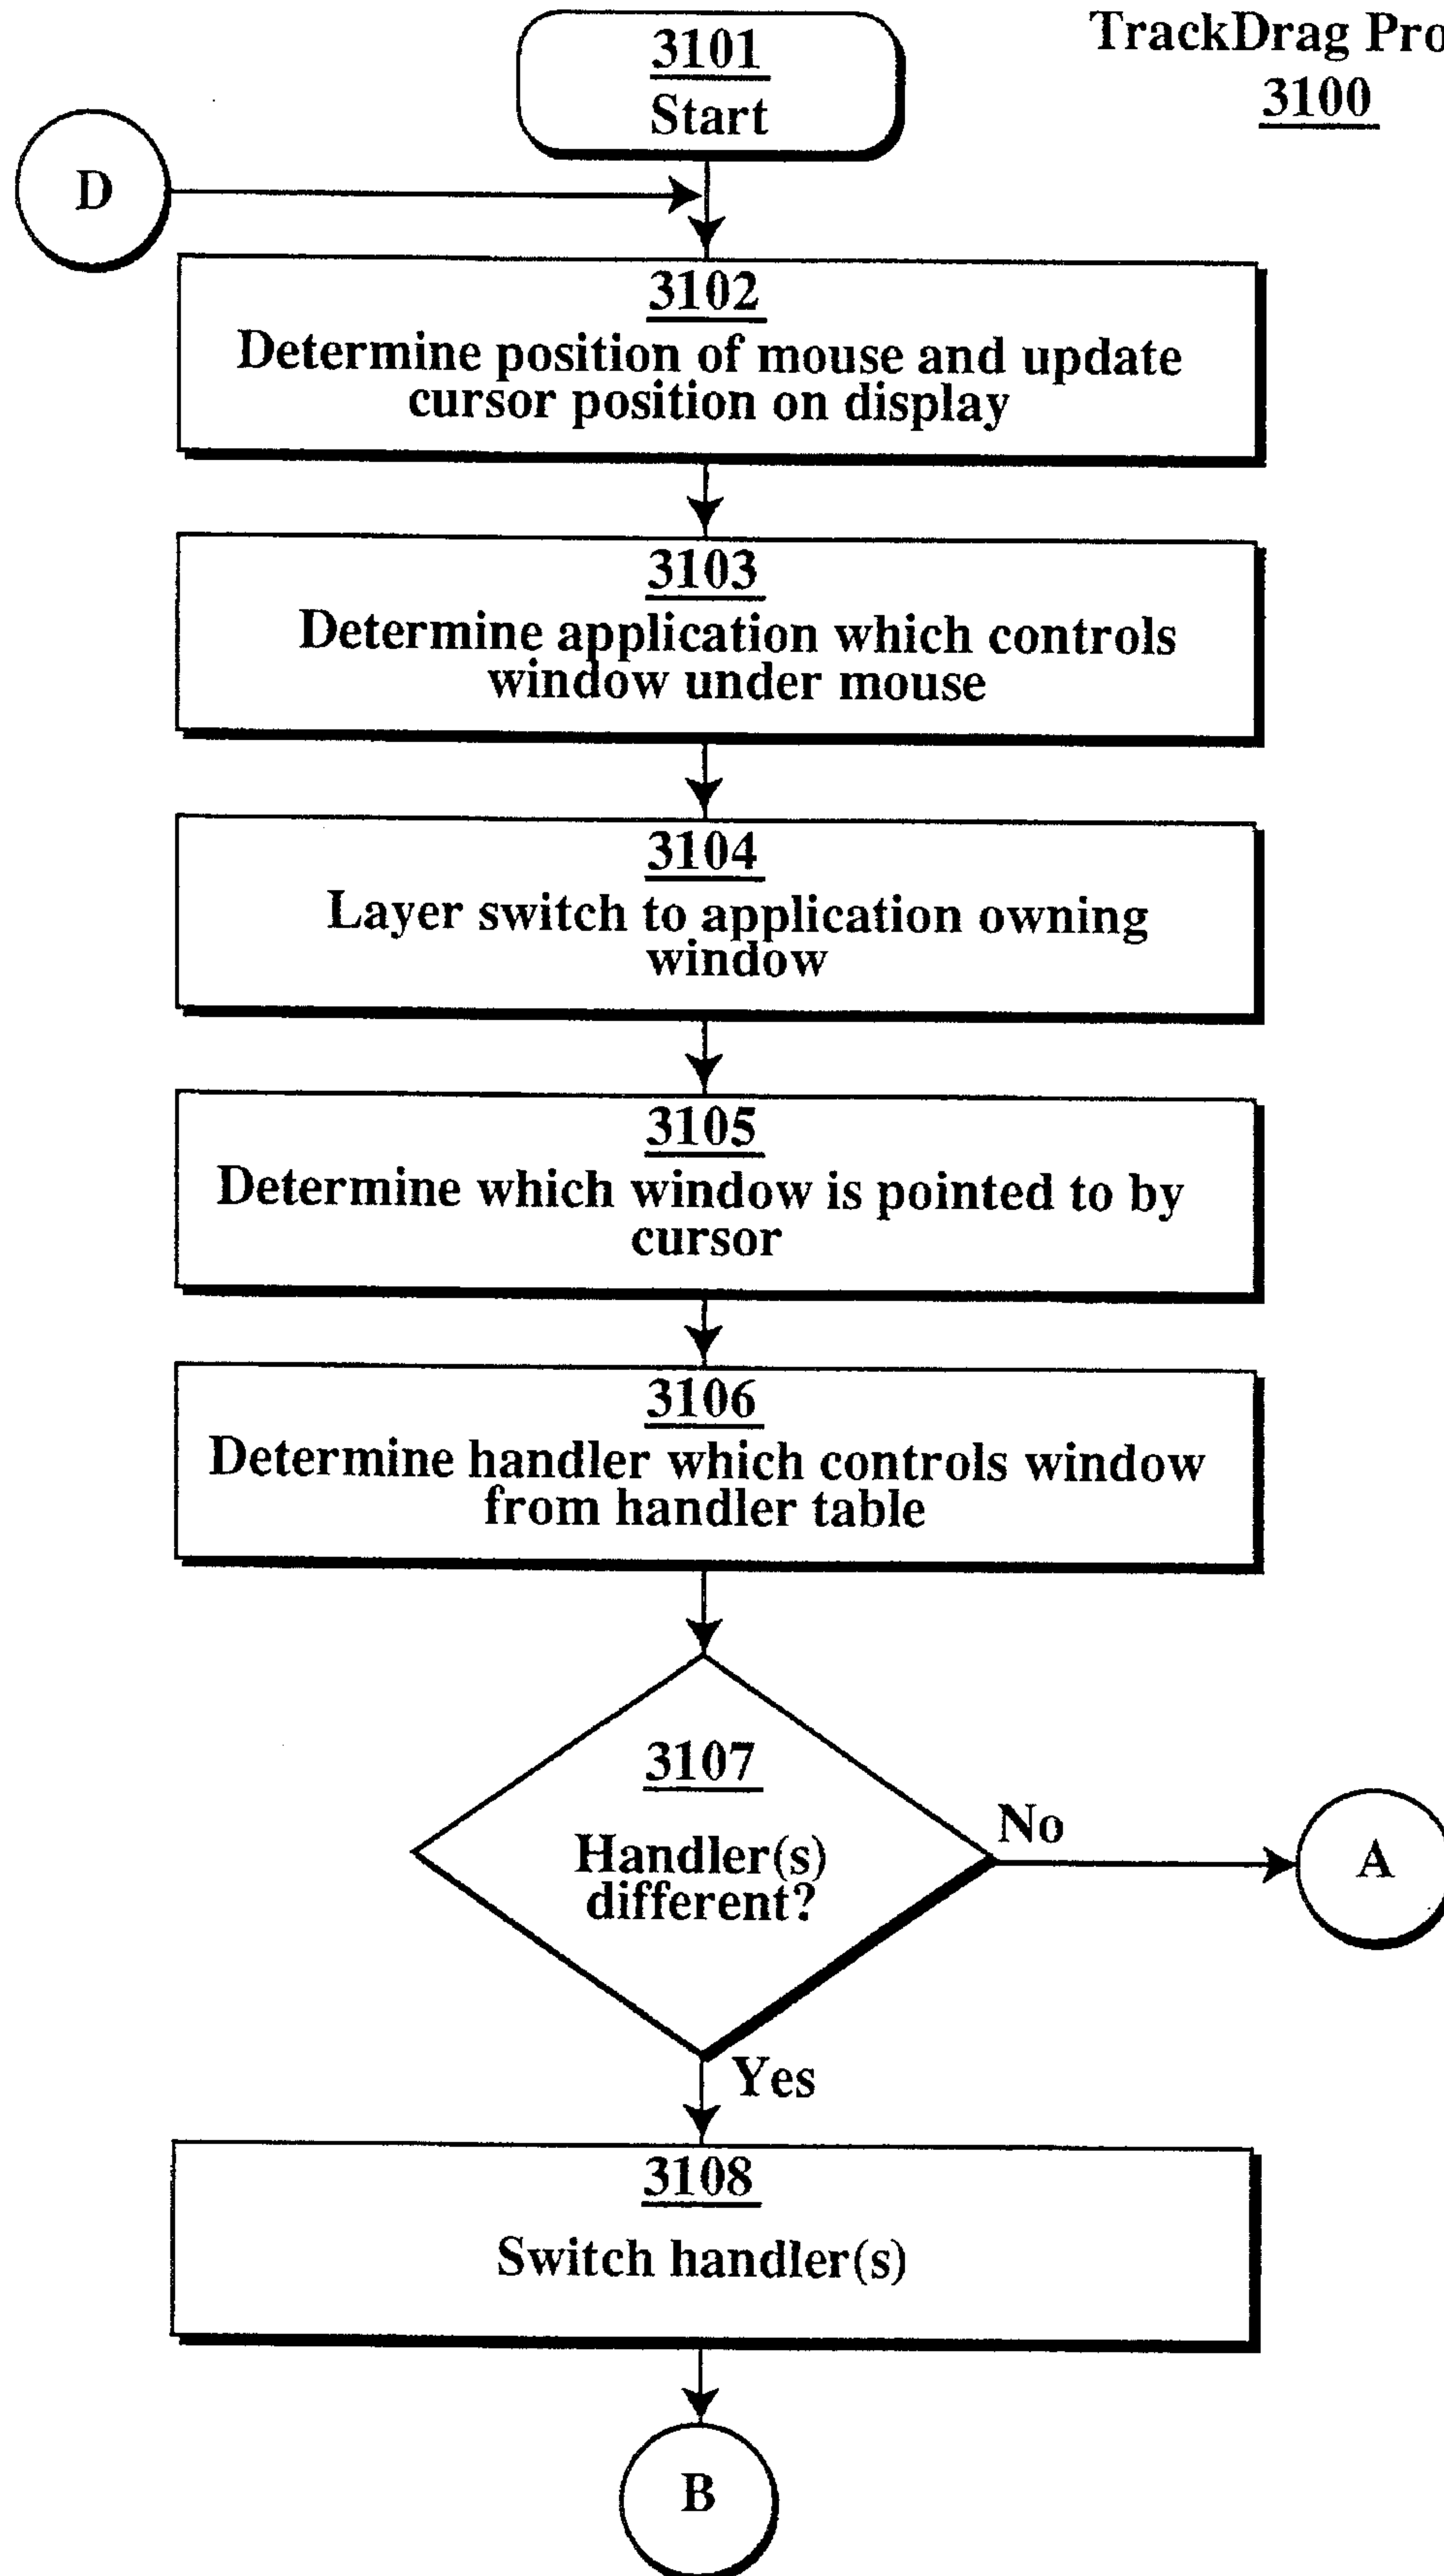 TrackDrag Pro
3100
3101
Start
D
3102
Determine position of mouse and update
cursor position on display
3103
Determine application which controls
window under mouse
3104
Layer switch to application owning
window
3105
Determine which window is pointed to by
cursor
3106
Determine handler which controls window
from handler table
3107
Handler(s)
different?
No
A
Yes
3108
Switch handler(s)
B